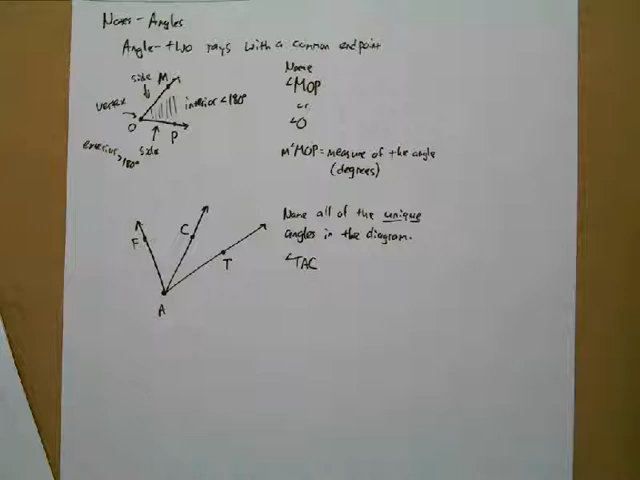 Notes - Angles
Angle - two rays with a common endpoint
side M
vertex
interior < 180°
O
P
exterior > 180°
side
Name
∠MOP
or
∠O
m∠MOP = measure of the angle
(degrees)
F
C
T
A
Name all of the unique
angles in the diagram.
∠TAC